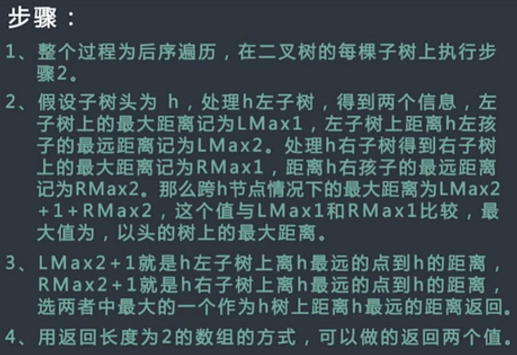 步骤：
1、整个过程为后序遍历，在二叉树的每棵子树上执行步
骤2。
2、假设子树头为 h，处理h左子树，得到两个信息，左
子树上的最大距离记为LMax1，左子树上距离h左孩
子的最远距离记为LMax2。处理h右子树得到右子树
上的最大距离记为RMax1，距离h右孩子的最远距离
记为RMax2。那么跨h节点情况下的最大距离为LMax2
+1+RMax2，这个值与LMax1和RMax1比较，最
大值为，以头的树上的最大距离。
3、LMax2+1就是h左子树上离h最远的点到h的距离，
RMax2+1就是h右子树上离h最远的点到h的距离，
选两者中最大的一个作为h树上距离h最远的距离返回。
4、用返回长度为2的数组的方式，可以做的返回两个值。